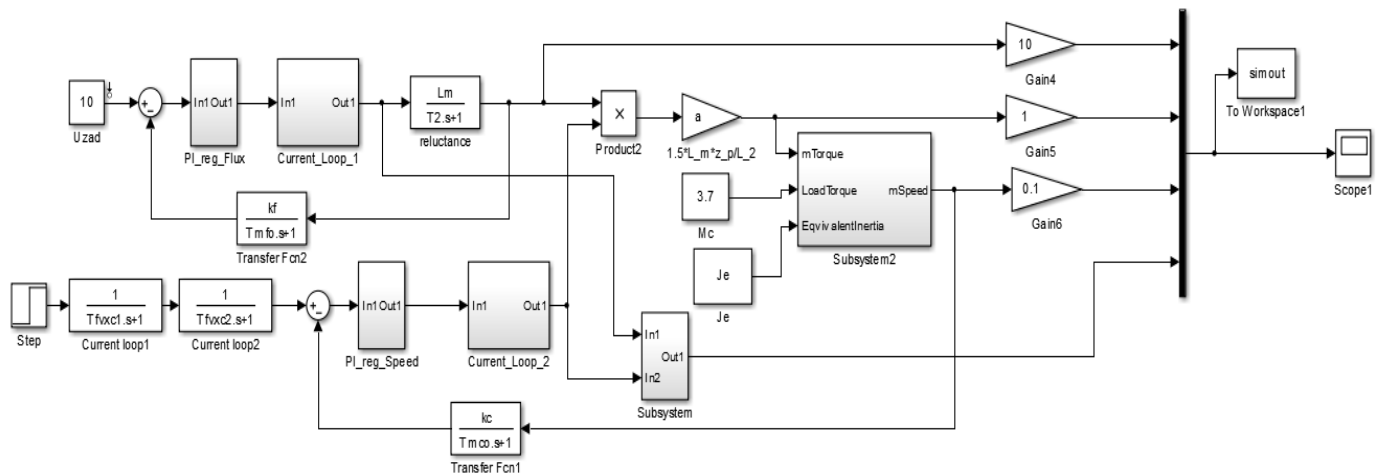 10
Uzad
+
-
In1 Out1
PI_reg_Flux
In1
Out1
Current_Loop_1
Lm
T2.s+1
reluctance
kf
Tmfo.s+1
Transfer Fcn2
×
Product2
a
1.5*L_m*z_p/L_2
10
Gain4
1
Gain5
0.1
Gain6
3.7
Mc
Je
Je
mTorque
LoadTorque
EqvivalentInertia
mSpeed
Subsystem2
simout
To Workspace1
Scope1
Step
1
Tfvxc1.s+1
Current loop1
1
Tfvxc2.s+1
Current loop2
+
-
In1 Out1
PI_reg_Speed
In1
Out1
Current_Loop_2
In1
In2
Out1
Subsystem
kc
Tmco.s+1
Transfer Fcn1